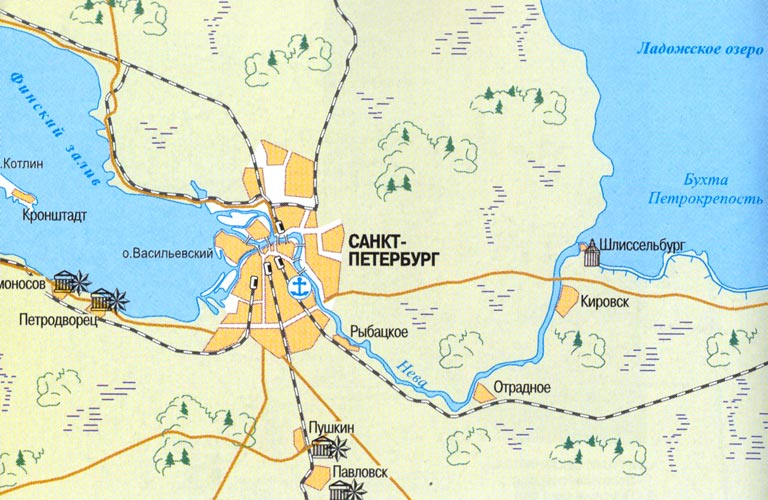 Ладожское озеро
Финский залив
.Котлин
Бухта
Петрокрепость
Кронштадт
о.Васильевский
САНКТ-
ПЕТЕРБУРГ
Шлиссельбург
моносов
Кировск
Петродворец
Рыбацкое
Нева
Отрадное
Пушкин
Павловск